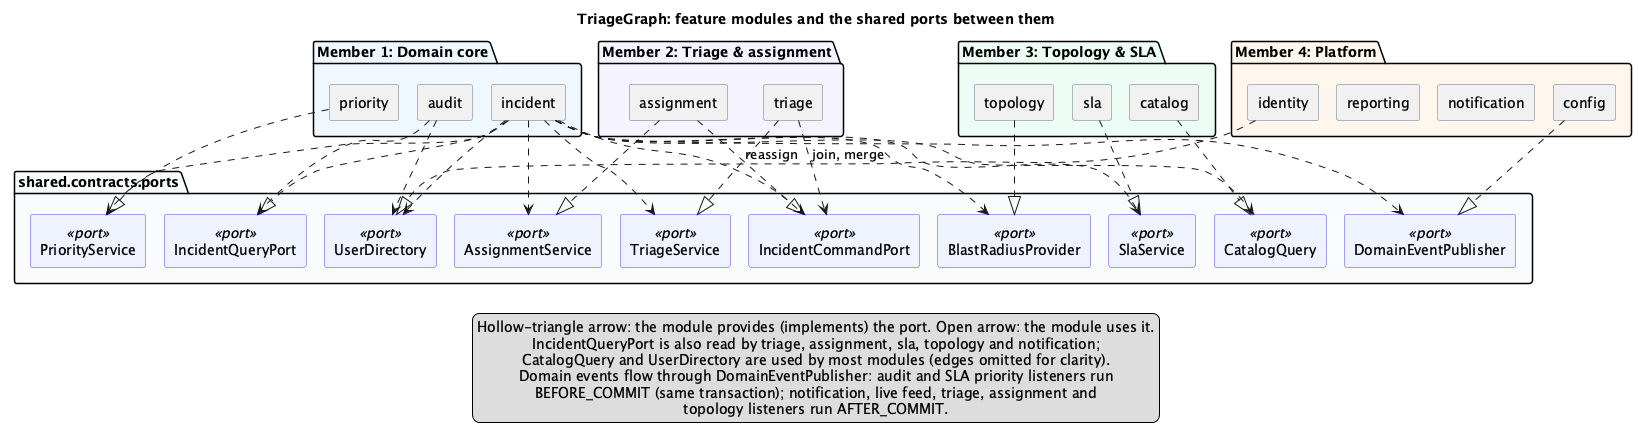 TriageGraph: feature modules and the shared ports between them
Member 1: Domain core
Member 2: Triage & assignment
Member 3: Topology & SLA
Member 4: Platform
priority
audit
incident
assignment
triage
topology
sla
catalog
identity
reporting
notification
config
reassign
join, merge
shared.contracts.ports
«port»
PriorityService
«port»
IncidentQueryPort
«port»
UserDirectory
«port»
AssignmentService
«port»
TriageService
«port»
IncidentCommandPort
«port»
BlastRadiusProvider
«port»
SlaService
«port»
CatalogQuery
«port»
DomainEventPublisher
Hollow-triangle arrow: the module provides (implements) the port. Open arrow: the module uses it.
IncidentQueryPort is also read by triage, assignment, sla, topology and notification;
CatalogQuery and UserDirectory are used by most modules (edges omitted for clarity).
Domain events flow through DomainEventPublisher: audit and SLA priority listeners run
BEFORE_COMMIT (same transaction); notification, live feed, triage, assignment and
topology listeners run AFTER_COMMIT.